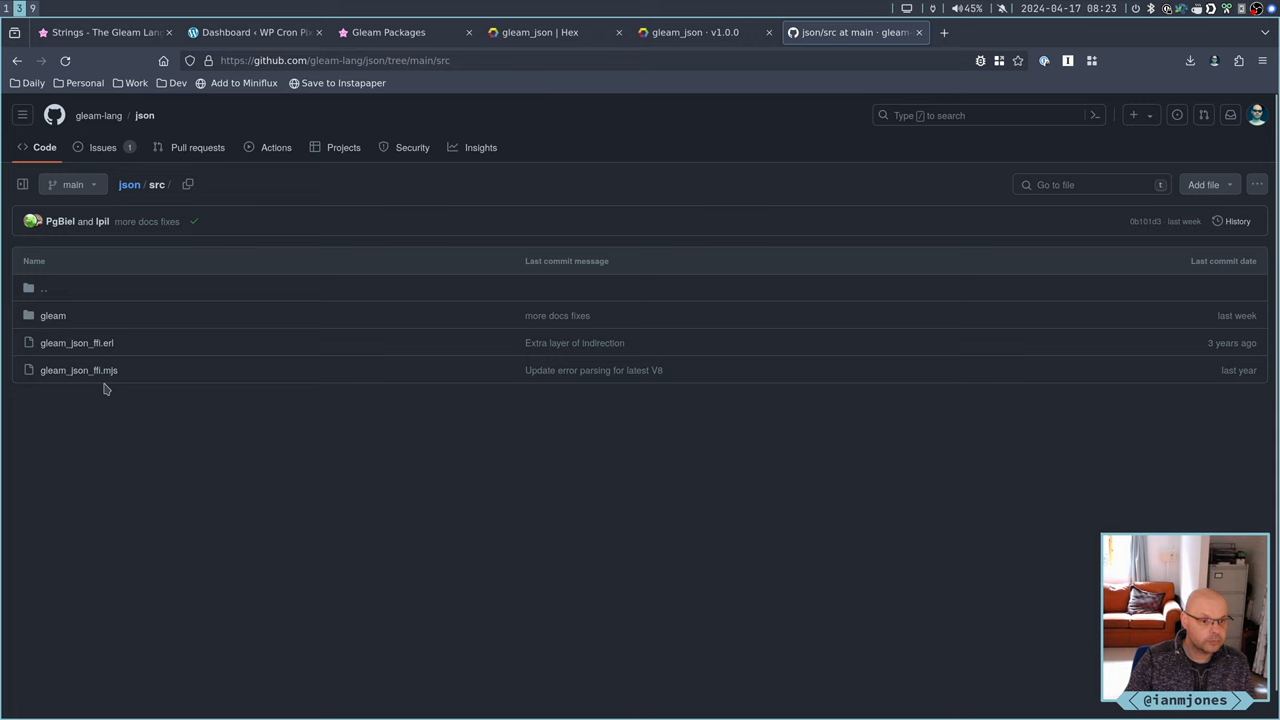 1 3 9
45% 2024-04-17 08:23
Strings - The Gleam Lang
Dashboard ‹ WP Cron Pix
Gleam Packages
gleam_json | Hex
gleam_json · v1.0.0
json/src at main · gleam-
https://github.com/gleam-lang/json/tree/main/src
Daily Personal Work Dev Add to Miniflux Save to Instapaper
gleam-lang / json
Type / to search
Code Issues 1 Pull requests Actions Projects Security Insights
main json / src /
Go to file t
Add file
PgBiel and lpil more docs fixes
0b101d3 · last week History
Name Last commit message Last commit date
..
gleam more docs fixes last week
gleam_json_ffi.erl Extra layer of indirection 3 years ago
gleam_json_ffi.mjs Update error parsing for latest V8 last year
@ianmjones